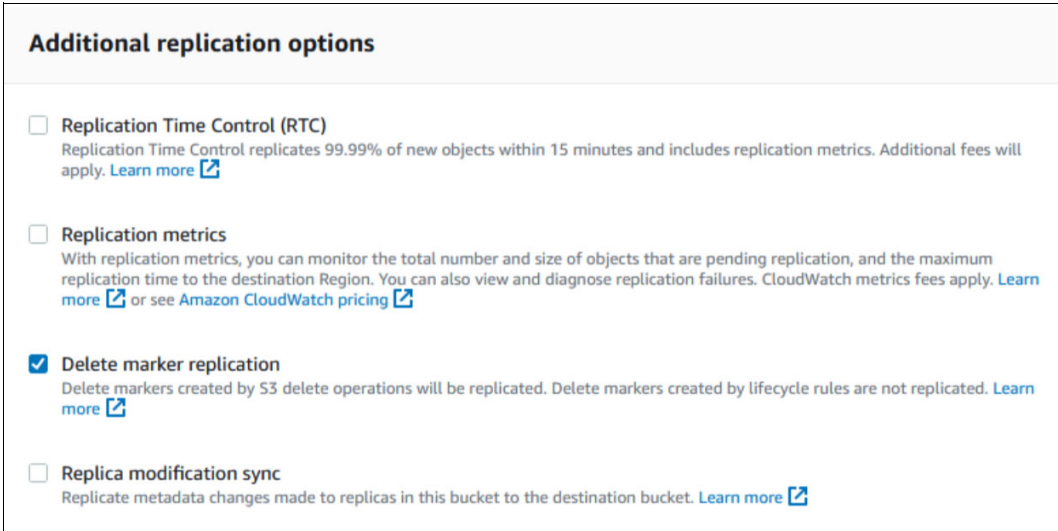 Additional replication options
Replication Time Control (RTC)
Replication Time Control replicates 99.99% of new objects within 15 minutes and includes replication metrics. Additional fees will
apply. Learn more
Replication metrics
With replication metrics, you can monitor the total number and size of objects that are pending replication, and the maximum
replication time to the destination Region. You can also view and diagnose replication failures. CloudWatch metrics fees apply. Learn
more or see Amazon CloudWatch pricing
Delete marker replication
Delete markers created by S3 delete operations will be replicated. Delete markers created by lifecycle rules are not replicated. Learn
more
Replica modification sync
Replicate metadata changes made to replicas in this bucket to the destination bucket. Learn more